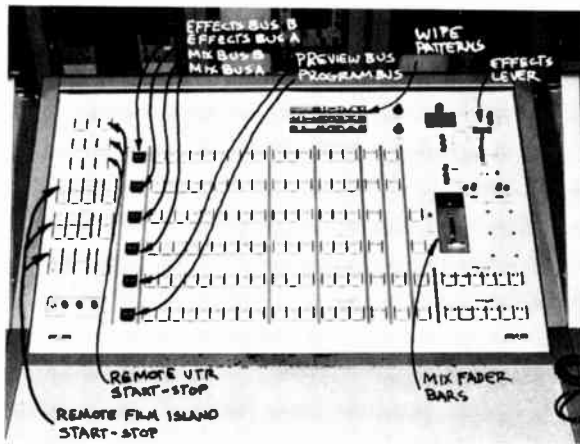 EFFECTS BUS B
EFFECTS BUS A
MIX BUS B
MIX BUS A
PREVIEW BUS
PROGRAM BUS
WIPE
PATTERNS
EFFECTS
LEVER
REMOTE VTR
START-STOP
REMOTE FILM ISLAND
START-STOP
MIX FADER
BARS